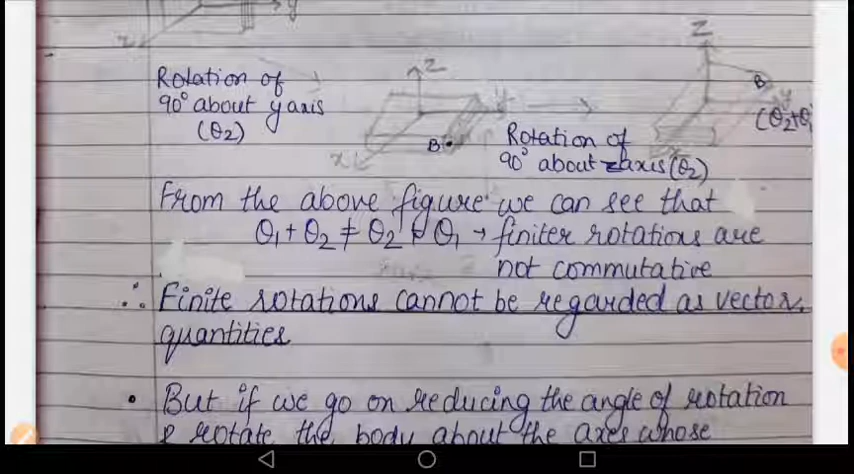 x
y
Z
Z
Rotation of
90° about y axis
(θ2)
y
x
B
B
y
(θ2+θ1
Rotation of
90° about z axis (θ2)
From the above figure we can see that
θ1 + θ2 ≠ θ2 + θ1 → finiter rotations are
not commutative
∴ Finite rotations cannot be regarded as vector
quantities
• But if we go on reducing the angle of rotation
& rotate the body about the axes whose